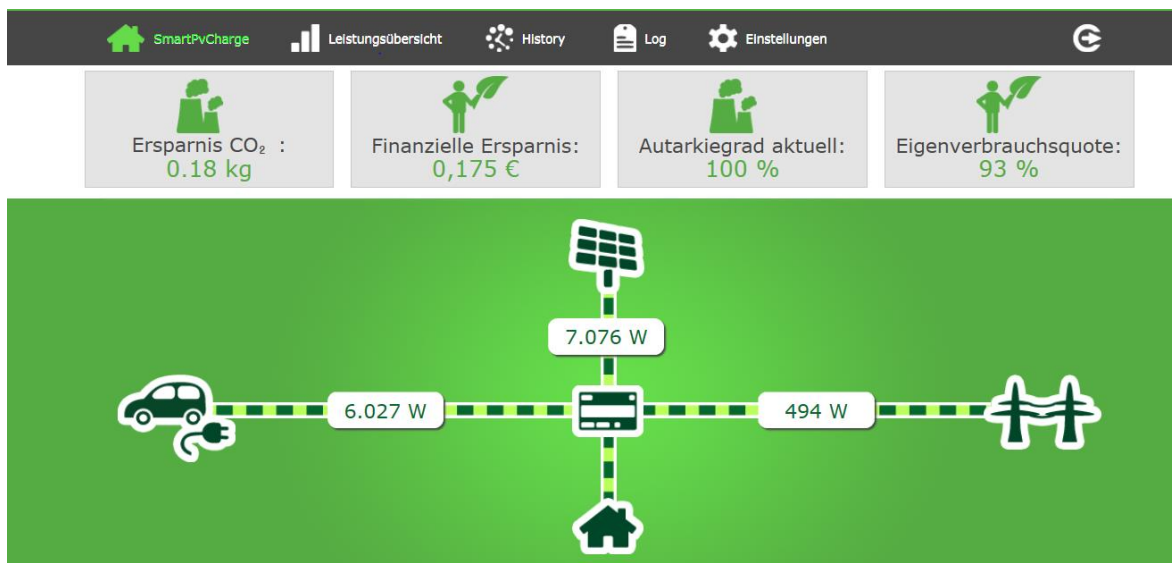 SmartPvCharge
Leistungsübersicht
History
Log
Einstellungen
Ersparnis CO₂ :
0.18 kg
Finanzielle Ersparnis:
0,175 €
Autarkiegrad aktuell:
100 %
Eigenverbrauchsquote:
93 %
7.076 W
6.027 W
494 W